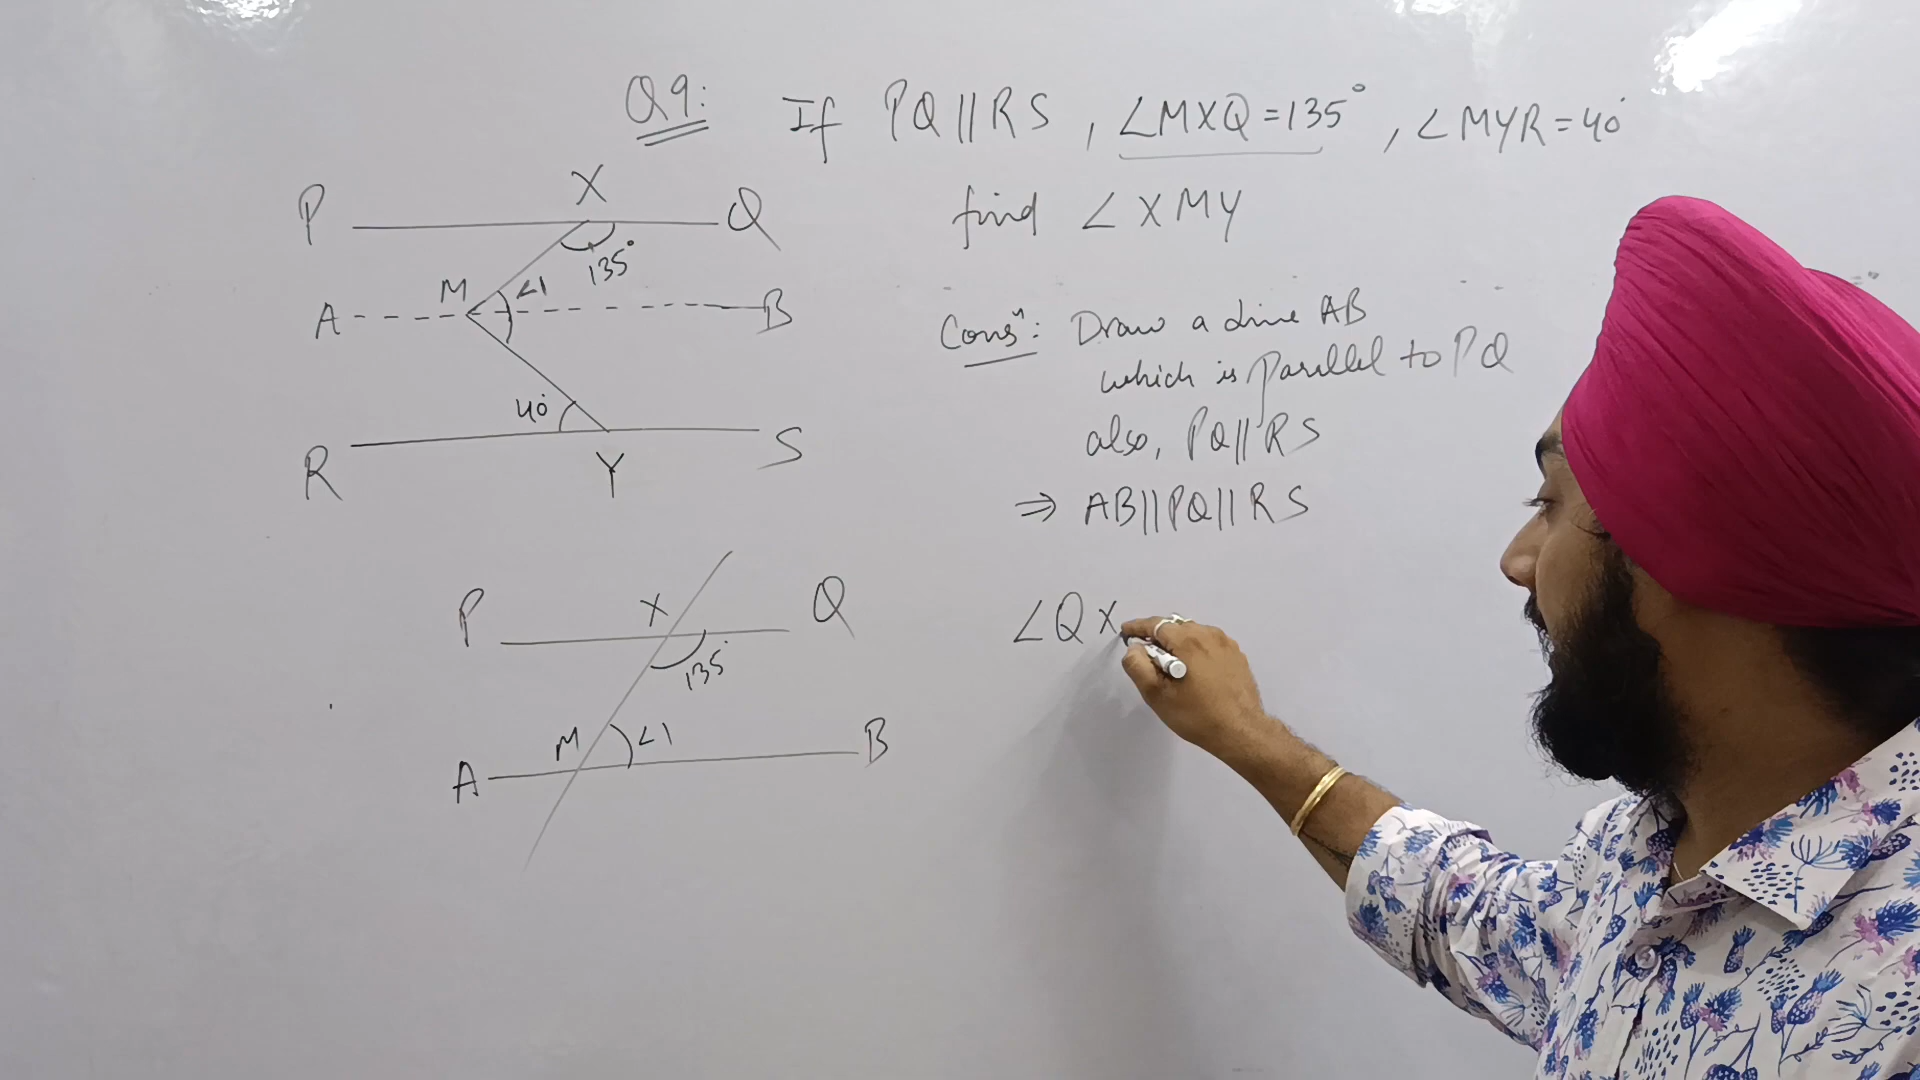 Q9: If PQ||RS, ∠MXQ=135°, ∠MYR=40°
find ∠XMY
P X Q
135°
A M ∠1 B
40°
R Y S
Consⁿ: Draw a line AB
which is parallel to PQ
also, PQ||RS
⇒ AB||PQ||RS
P X Q
135°
A M ∠1 B
∠QX